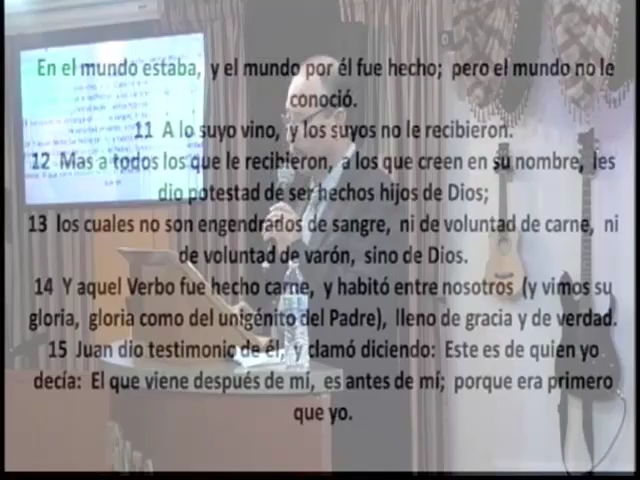 En el mundo estaba, y el mundo por él fue hecho; pero el mundo no le
conoció.
11 A lo suyo vino, y los suyos no le recibieron.
12 Mas a todos los que le recibieron, a los que creen en su nombre, les
dio potestad de ser hechos hijos de Dios;
13 los cuales no son engendrados de sangre, ni de voluntad de carne, ni
de voluntad de varón, sino de Dios.
14 Y aquel Verbo fue hecho carne, y habitó entre nosotros (y vimos su
gloria, gloria como del unigénito del Padre), lleno de gracia y de verdad.
15 Juan dio testimonio de él, y clamó diciendo: Este es de quien yo
decía: El que viene después de mí, es antes de mí; porque era primero
que yo.